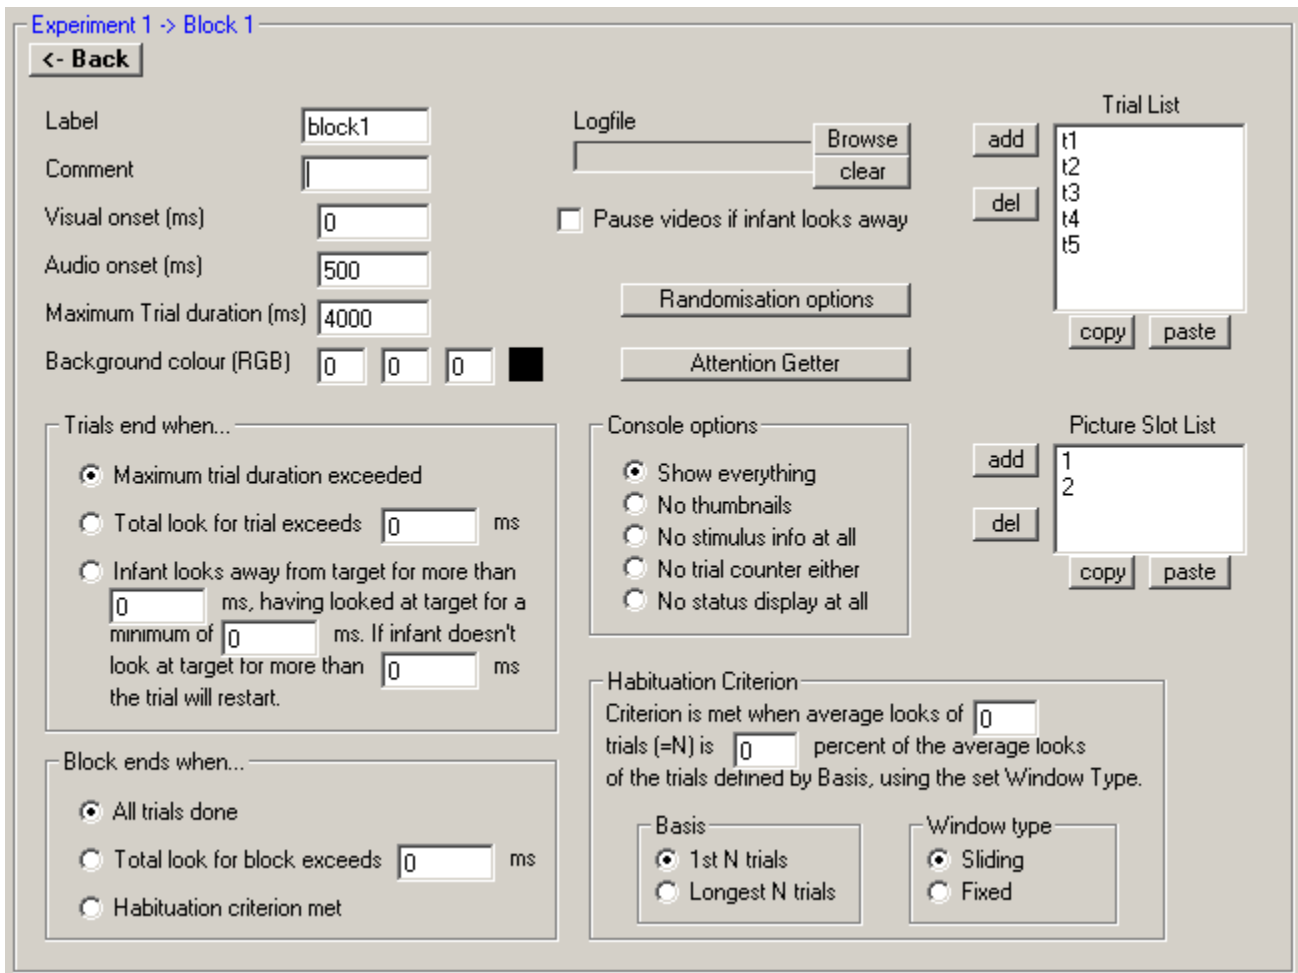 Experiment 1 -> Block 1
<- Back
Label
block1
Comment
Visual onset (ms)
0
Audio onset (ms)
500
Maximum Trial duration (ms)
4000
Background colour (RGB)
0 0 0
Logfile
Browse
clear
Pause videos if infant looks away
Randomisation options
Attention Getter
Trial List
add
del
t1
t2
t3
t4
t5
copy paste
Trials end when...
Maximum trial duration exceeded
Total look for trial exceeds 0 ms
Infant looks away from target for more than
0 ms, having looked at target for a
minimum of 0 ms. If infant doesn't
look at target for more than 0 ms
the trial will restart.
Console options
Show everything
No thumbnails
No stimulus info at all
No trial counter either
No status display at all
Picture Slot List
add
del
1
2
copy paste
Block ends when...
All trials done
Total look for block exceeds 0 ms
Habituation criterion met
Habituation Criterion
Criterion is met when average looks of 0
trials (=N) is 0 percent of the average looks
of the trials defined by Basis, using the set Window Type.
Basis
1st N trials
Longest N trials
Window type
Sliding
Fixed